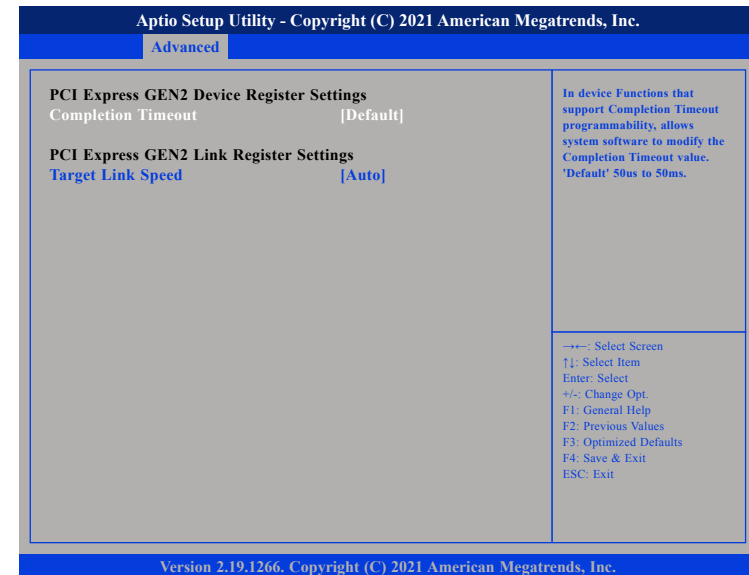 Aptio Setup Utility - Copyright (C) 2021 American Megatrends, Inc.
Advanced
PCI Express GEN2 Device Register Settings
Completion Timeout [Default]
PCI Express GEN2 Link Register Settings
Target Link Speed [Auto]
In device Functions that
support Completion Timeout
programmability, allows
system software to modify the
Completion Timeout value.
'Default' 50us to 50ms.
→←: Select Screen
↑↓: Select Item
Enter: Select
+/-: Change Opt.
F1: General Help
F2: Previous Values
F3: Optimized Defaults
F4: Save & Exit
ESC: Exit
Version 2.19.1266. Copyright (C) 2021 American Megatrends, Inc.